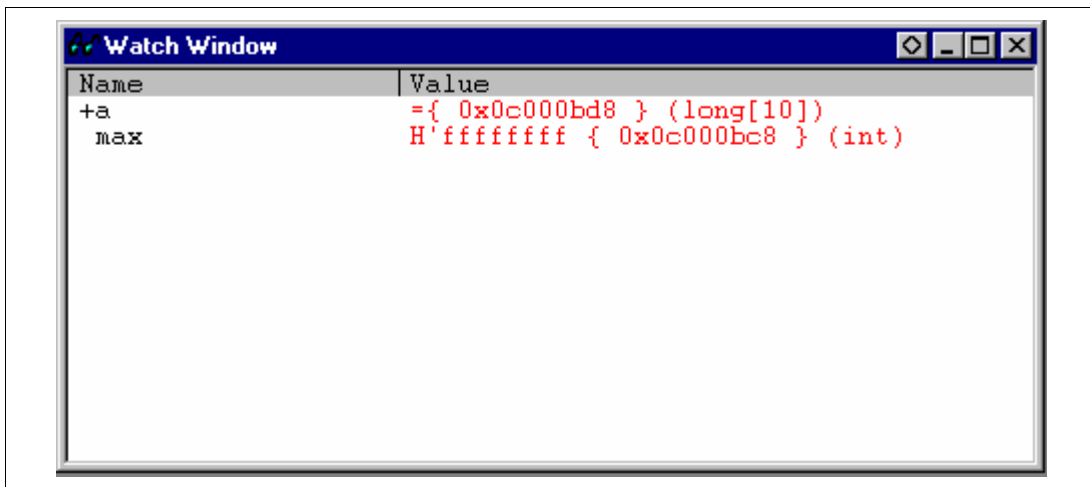 Watch Window
Name Value
+a ={ 0x0c000bd8 } (long[10])
max H'ffffffff { 0x0c000bc8 } (int)